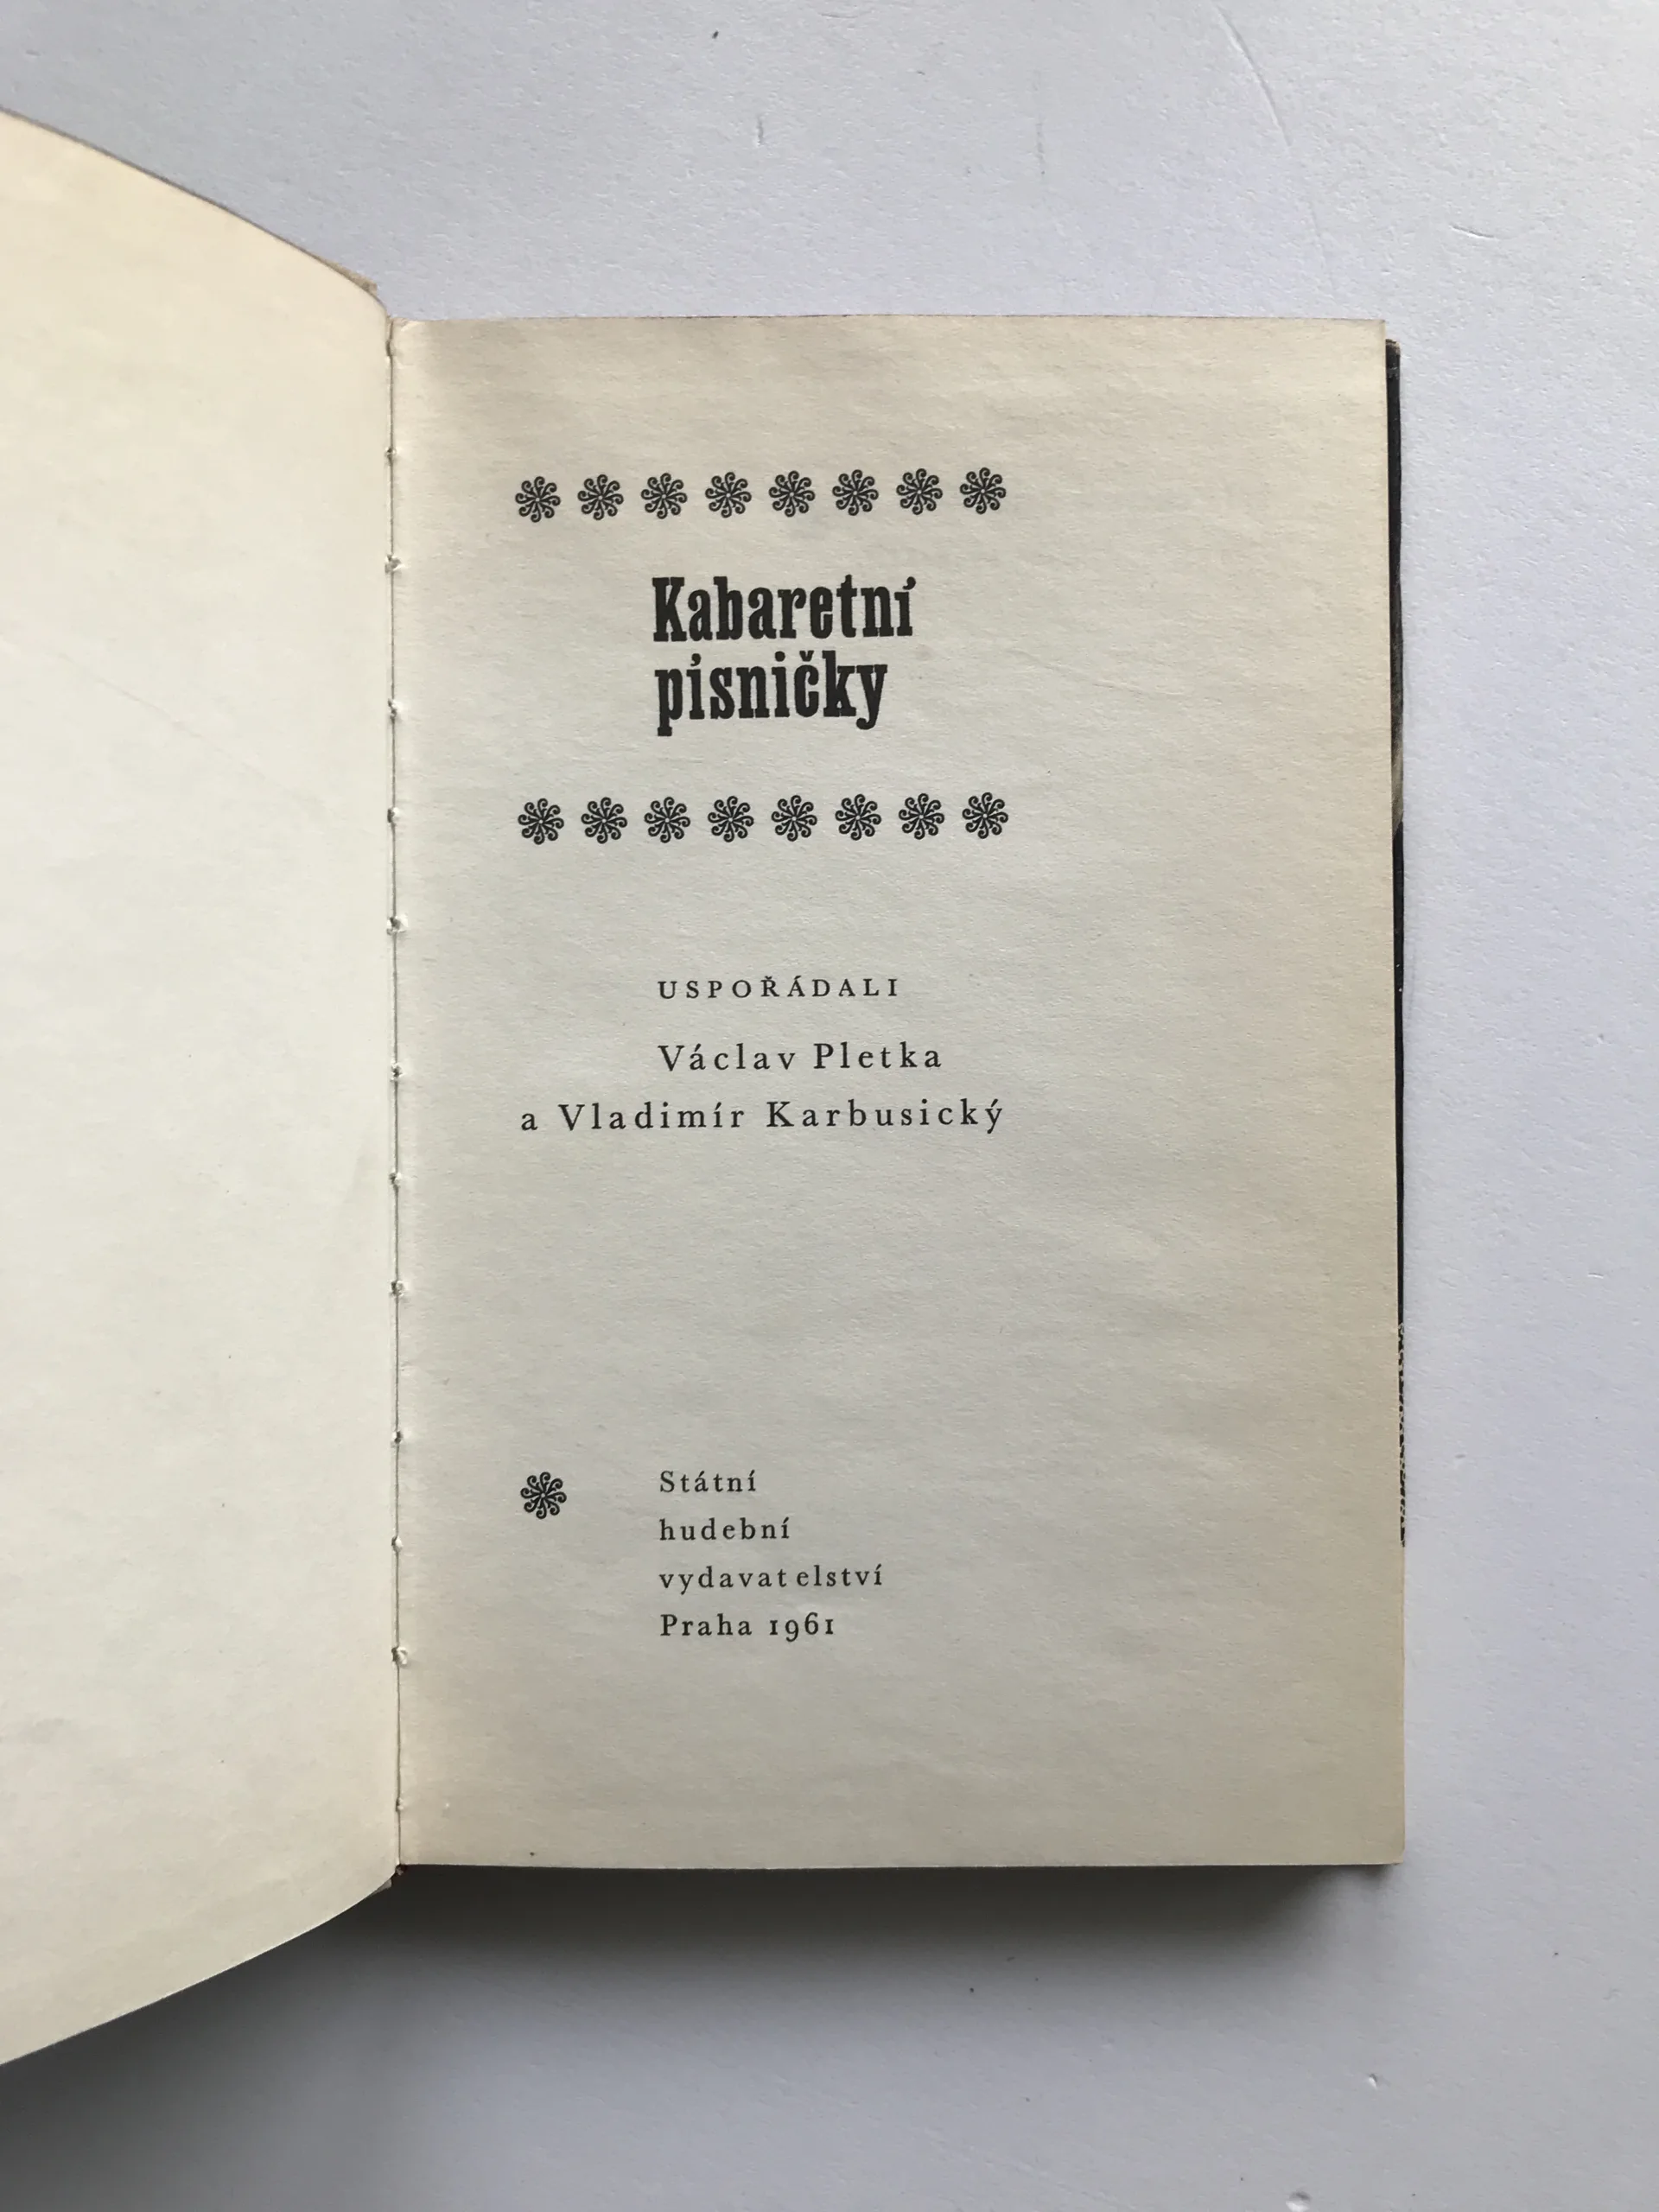 Kabaretní
písničky
USPOŘÁDALI
Václav Pletka
a Vladimír Karbusický
Státní
hudební
vydavatelství
Praha 1961